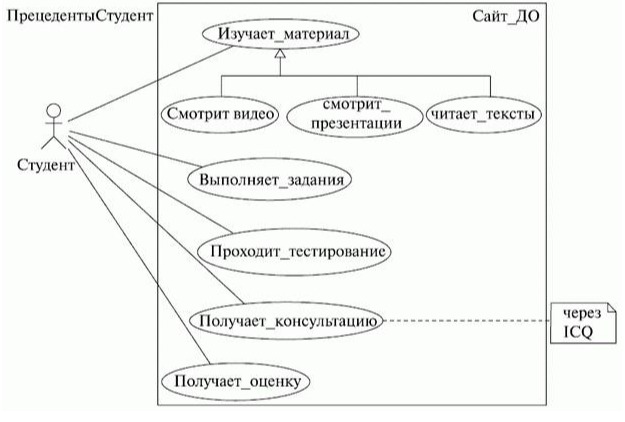 ПрецедентыСтудент
Сайт_ДО
Изучает_материал
Смотрит видео
смотрит_
презентации
читает_тексты
Студент
Выполняет_задания
Проходит_тестирование
Получает_консультацию
через
ICQ
Получает_оценку